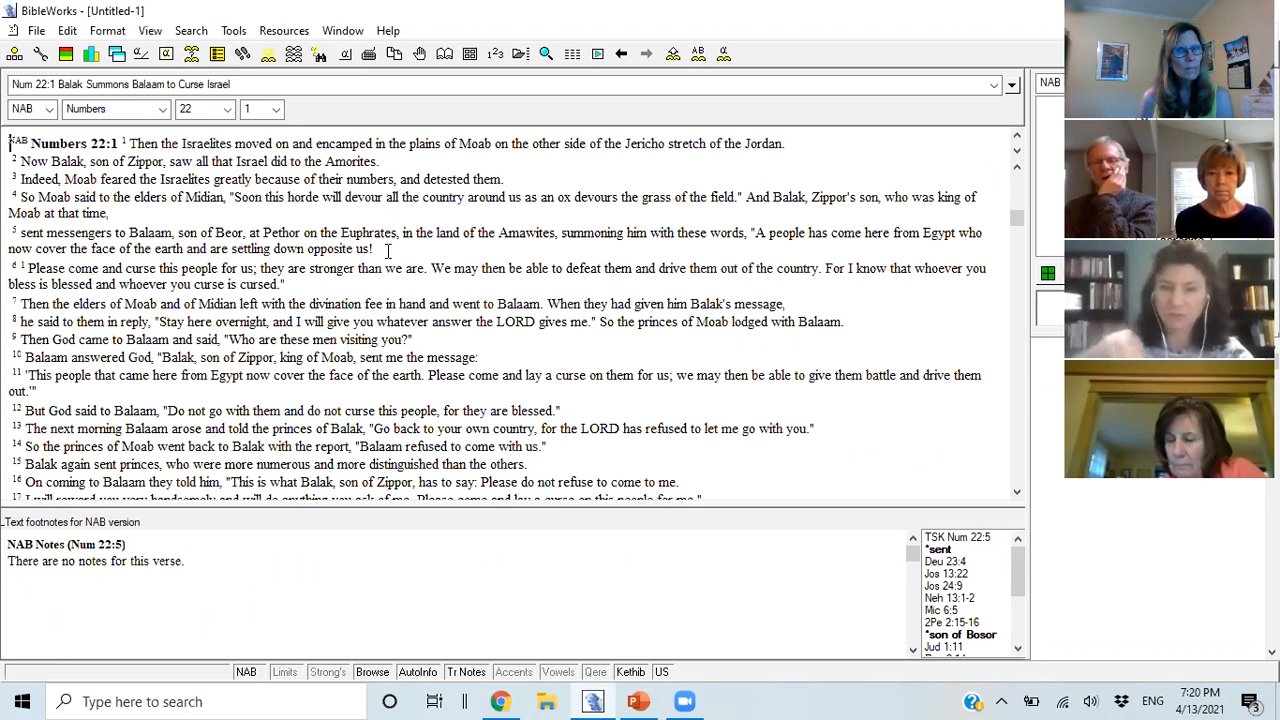 BibleWorks - [Untitled-1]
File Edit Format View Search Tools Resources Window Help
Num 22:1 Balak Summons Balaam to Curse Israel
NAB
NAB Numbers 22 1
NAB Numbers 22:1 1 Then the Israelites moved on and encamped in the plains of Moab on the other side of the Jericho stretch of the Jordan.
2 Now Balak, son of Zippor, saw all that Israel did to the Amorites.
3 Indeed, Moab feared the Israelites greatly because of their numbers, and detested them.
4 So Moab said to the elders of Midian, "Soon this horde will devour all the country around us as an ox devours the grass of the field." And Balak, Zippor's son, who was king of
Moab at that time,
5 sent messengers to Balaam, son of Beor, at Pethor on the Euphrates, in the land of the Amawites, summoning him with these words, "A people has come here from Egypt who
now cover the face of the earth and are settling down opposite us!
6 1 Please come and curse this people for us; they are stronger than we are. We may then be able to defeat them and drive them out of the country. For I know that whoever you
bless is blessed and whoever you curse is cursed."
7 Then the elders of Moab and of Midian left with the divination fee in hand and went to Balaam. When they had given him Balak's message,
8 he said to them in reply, "Stay here overnight, and I will give you whatever answer the LORD gives me." So the princes of Moab lodged with Balaam.
9 Then God came to Balaam and said, "Who are these men visiting you?"
10 Balaam answered God, "Balak, son of Zippor, king of Moab, sent me the message:
11 'This people that came here from Egypt now cover the face of the earth. Please come and lay a curse on them for us; we may then be able to give them battle and drive them
out.'"
12 But God said to Balaam, "Do not go with them and do not curse this people, for they are blessed."
13 The next morning Balaam arose and told the princes of Balak, "Go back to your own country, for the LORD has refused to let me go with you."
14 So the princes of Moab went back to Balak with the report, "Balaam refused to come with us."
15 Balak again sent princes, who were more numerous and more distinguished than the others.
16 On coming to Balaam they told him, "This is what Balak, son of Zippor, has to say: Please do not refuse to come to me.
17 I will reward you very handsomely and will do anything you ask of me. Please come and lay a curse on this people for me."
Text footnotes for NAB version
NAB Notes (Num 22:5)
There are no notes for this verse.
TSK Num 22:5
*sent
Deu 23:4
Jos 13:22
Jos 24:9
Neh 13:1-2
Mic 6:5
2Pe 2:15-16
*son of Bosor
Jud 1:11
NAB Limits Strong's Browse AutoInfo Tr Notes Accents Vowels Qere Kethib US
Type here to search
ENG
7:20 PM
4/13/2021
3